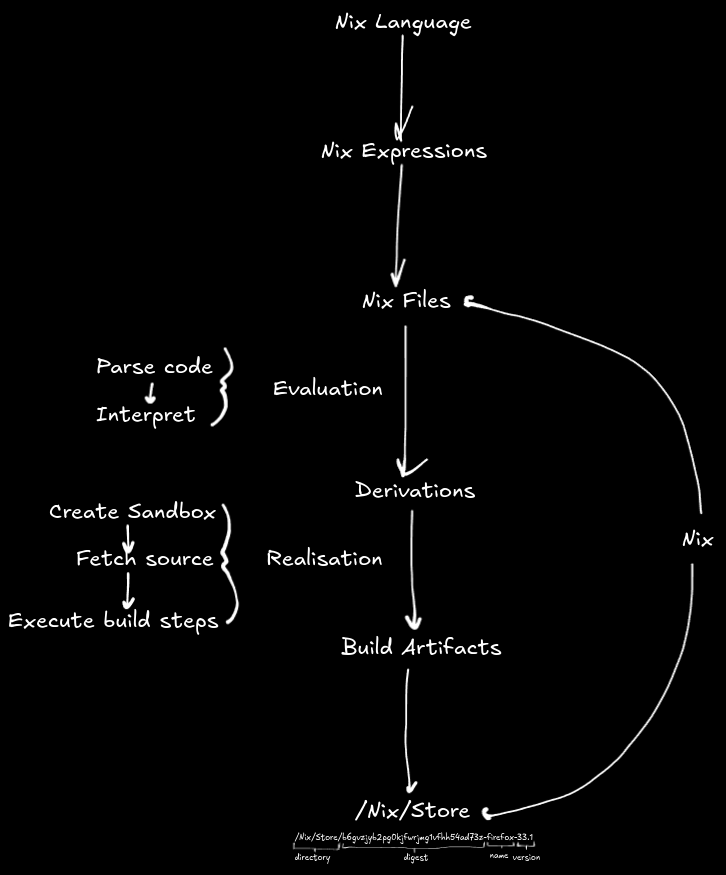 Nix Language
Nix Expressions
Nix Files
Parse code
Interpret
Evaluation
Derivations
Create Sandbox
Fetch source
Execute build steps
Realisation
Nix
Build Artifacts
/Nix/Store
/Nix/Store/b6gvzjyb2pg0kjfwrjmg1vfhh54ad73z-firefox-33.1
directory digest name version